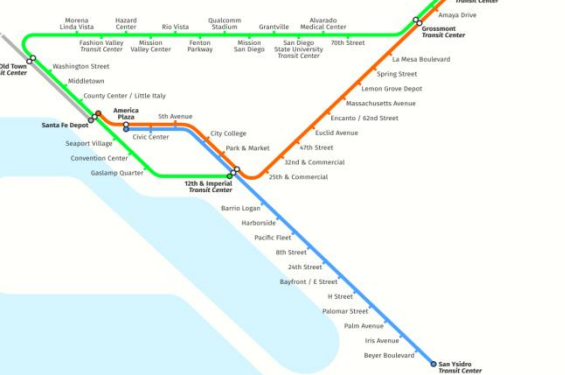 Transit Center
Amaya Drive
Grossmont
Transit Center
Morena
Linda Vista
Hazard
Center
Rio Vista
Qualcomm
Stadium
Grantville
Alvarado
Medical Center
Fashion Valley
Transit Center
Mission
Valley Center
Fenton
Parkway
Mission
San Diego
San Diego
State University
Transit Center
70th Street
Old Town
sit Center
Washington Street
Middletown
County Center / Little Italy
America
Plaza
5th Avenue
Santa Fe Depot
Civic Center
City College
Park & Market
Seaport Village
Convention Center
Gaslamp Quarter
12th & Imperial
Transit Center
La Mesa Boulevard
Spring Street
Lemon Grove Depot
Massachusetts Avenue
Encanto / 62nd Street
Euclid Avenue
47th Street
32nd & Commercial
25th & Commercial
Barrio Logan
Harborside
Pacific Fleet
8th Street
24th Street
Bayfront / E Street
H Street
Palomar Street
Palm Avenue
Iris Avenue
Beyer Boulevard
San Ysidro
Transit Center